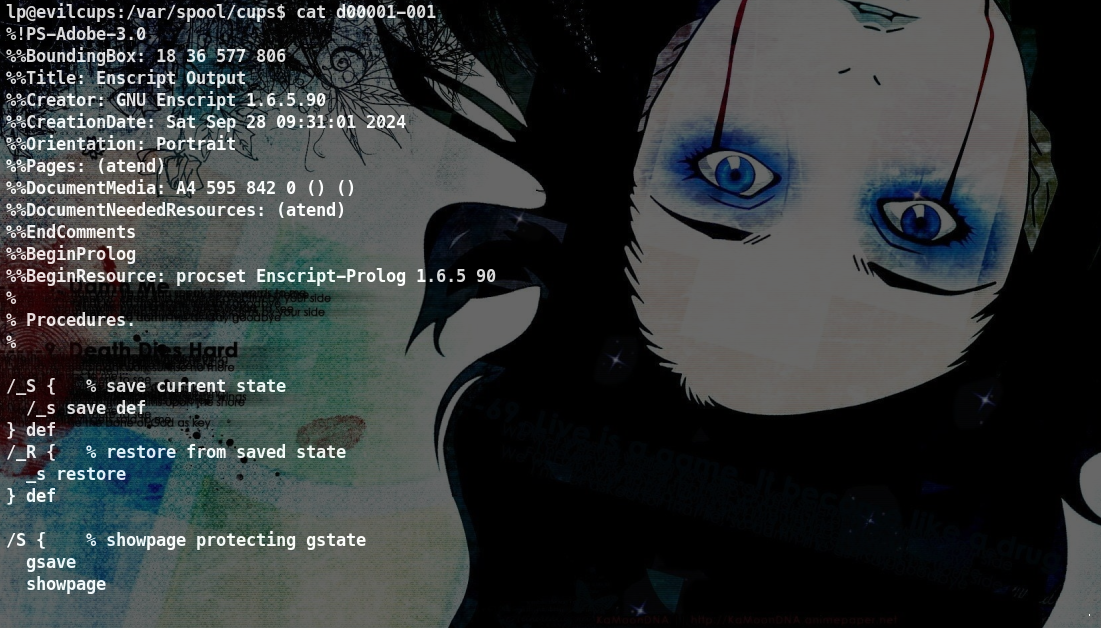 lp@evilcups:/var/spool/cups$ cat d00001-001
%!PS-Adobe-3.0
%%BoundingBox: 18 36 577 806
%%Title: Enscript Output
%%Creator: GNU Enscript 1.6.5.90
%%CreationDate: Sat Sep 28 09:31:01 2024
%%Orientation: Portrait
%%Pages: (atend)
%%DocumentMedia: A4 595 842 0 () ()
%%DocumentNeededResources: (atend)
%%EndComments
%%BeginProlog
%%BeginResource: procset Enscript-Prolog 1.6.5 90
%
% Procedures.
%
Death Dies Hard
/_S {   % save current state
  /_s save def
} def
/_R {   % restore from saved state
  _s restore
} def
/S {    % showpage protecting gstate
  gsave
  showpage